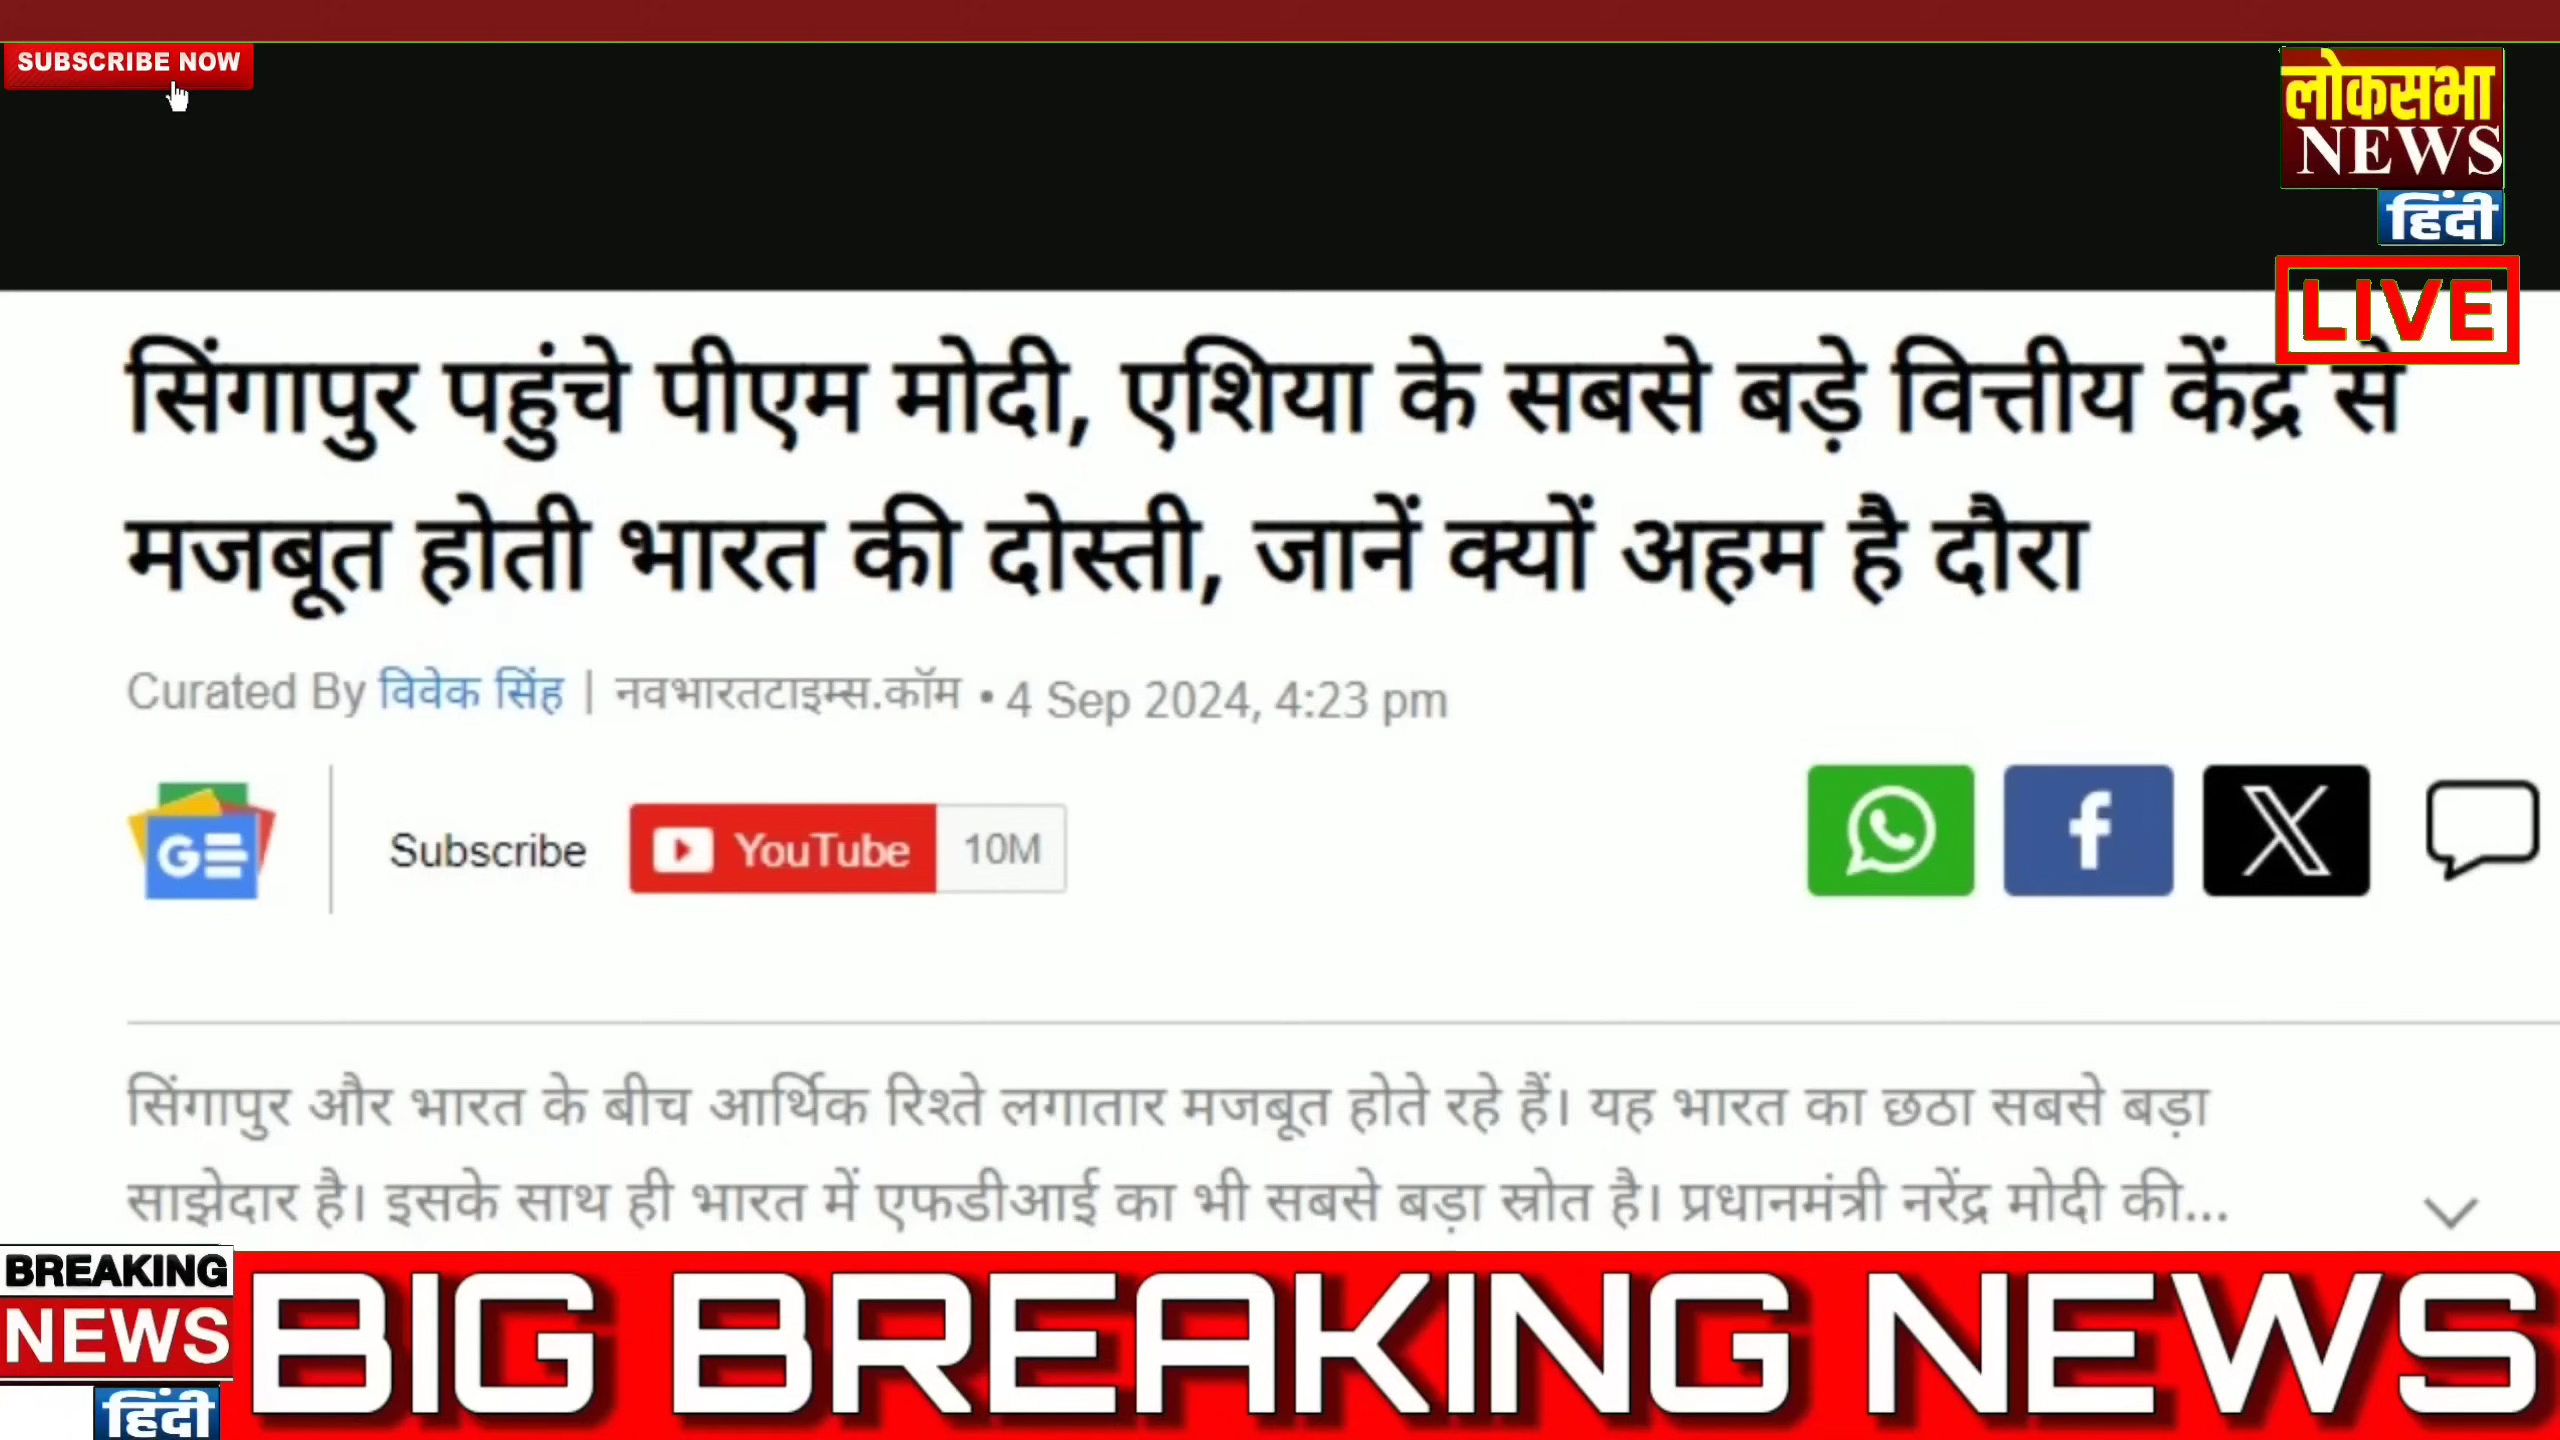 SUBSCRIBE NOW
लोकसभा
NEWS
हिंदी
LIVE
सिंगापुर पहुंचे पीएम मोदी, एशिया के सबसे बड़े वित्तीय केंद्र से
मजबूत होती भारत की दोस्ती, जानें क्यों अहम है दौरा
Curated By विवेक सिंह | नवभारतटाइम्स.कॉम • 4 Sep 2024, 4:23 pm
G
Subscribe
YouTube 10M
सिंगापुर और भारत के बीच आर्थिक रिश्ते लगातार मजबूत होते रहे हैं। यह भारत का छठा सबसे बड़ा
साझेदार है। इसके साथ ही भारत में एफडीआई का भी सबसे बड़ा स्रोत है। प्रधानमंत्री नरेंद्र मोदी की...
BREAKING
NEWS
हिंदी
BIG BREAKING NEWS